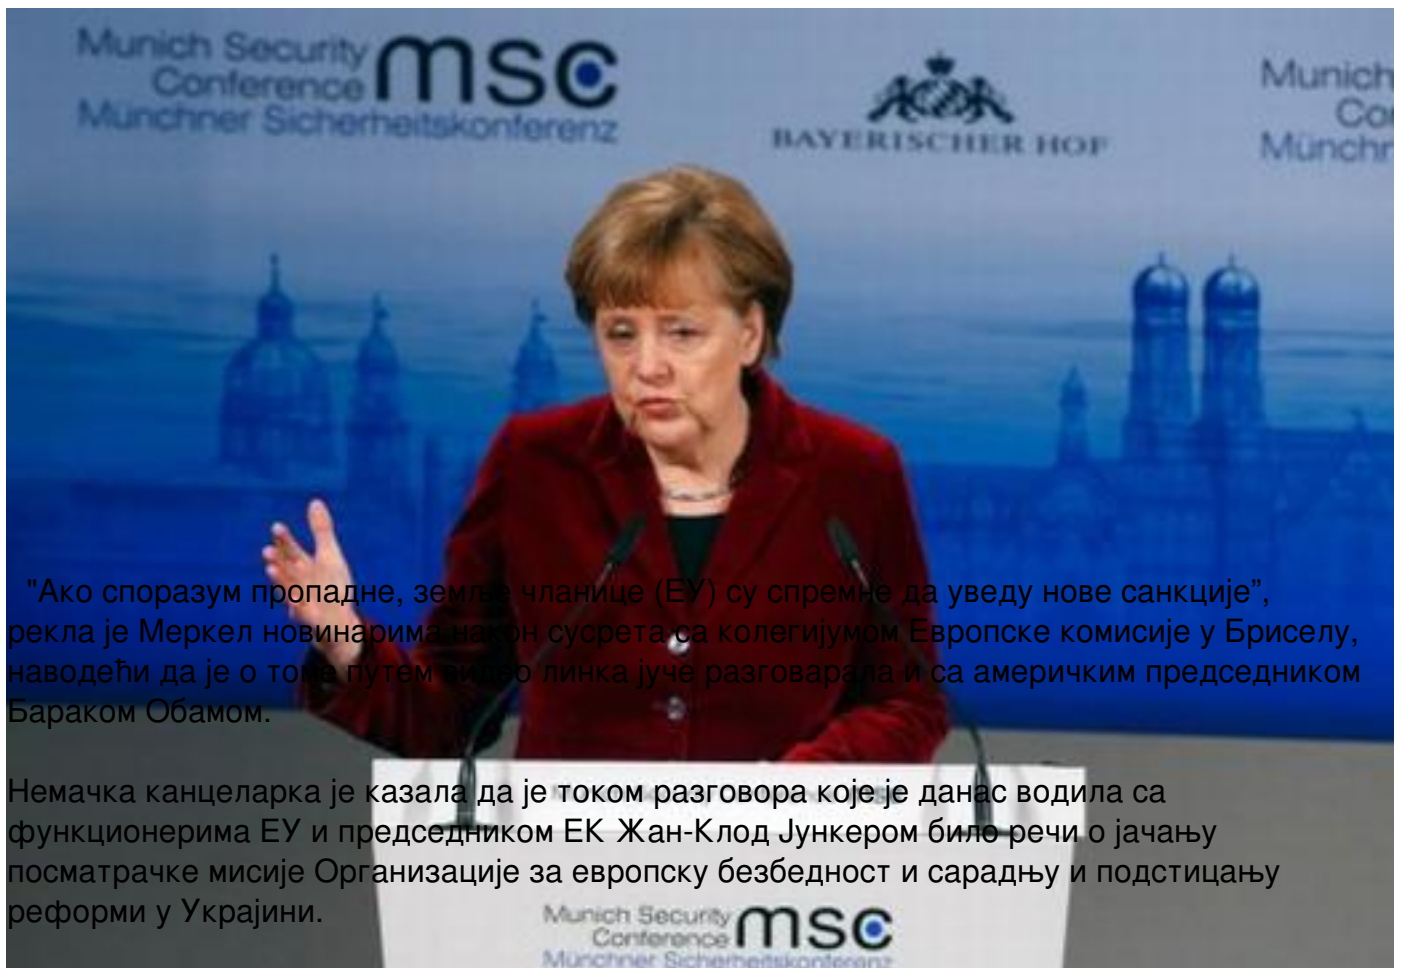 Munich Security
Conference msc
Münchner Sicherheitskonferenz
BAYERISCHER HOF
Munich
Co
Münchn
"Ако споразум пропадне, земље чланице (ЕУ) су спремне да уведу нове санкције”,
рекла је Меркел новинарима након сусрета са колегијумом Европске комисије у Бриселу,
наводећи да је о томе путем видео линка јуче разговарала и са америчким председником
Бараком Обамом.
Немачка канцеларка је казала да је током разговора које је данас водила са
функционерима ЕУ и председником ЕК Жан-Клод Јункером било речи о јачању
посматрачке мисије Организације за европску безбедност и сарадњу и подстицању
реформи у Украјини.
Munich Security
Conference msc
Münchner Sicherheitskonferenz